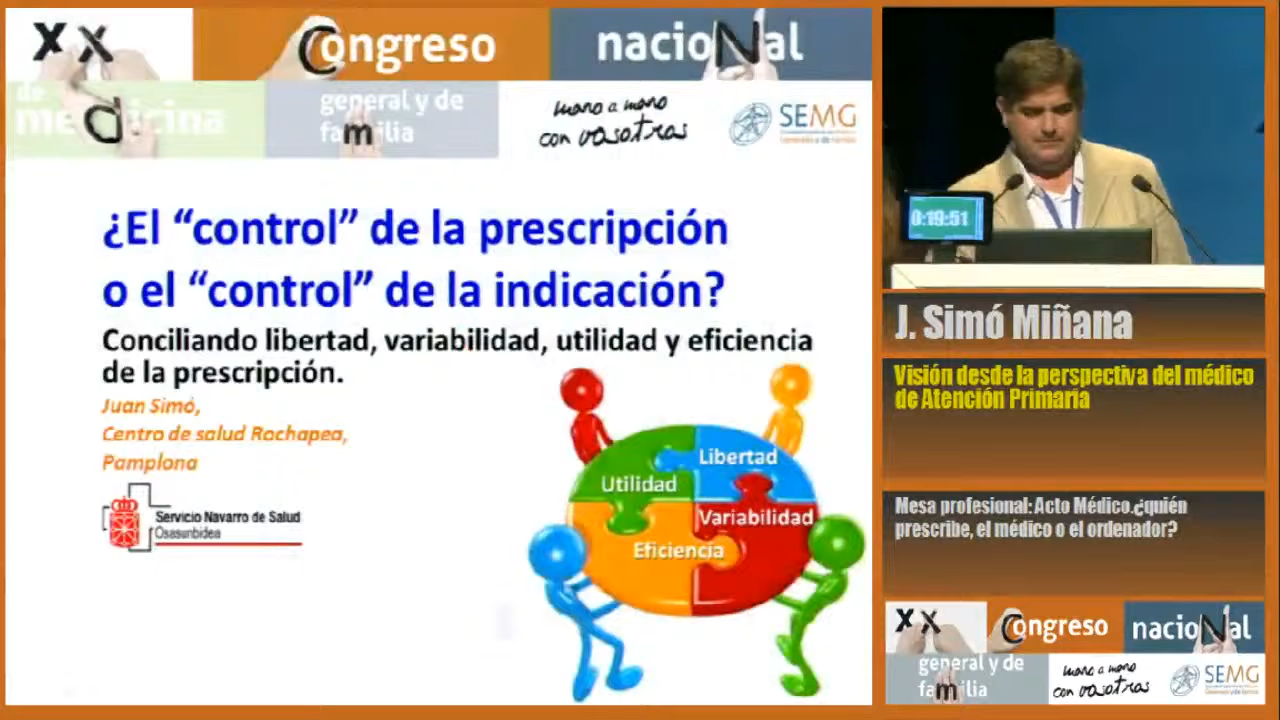 xx Congreso nacioNal
de medicina
general y de
familia
mano a mano
con vosotras
SEMG
¿El “control” de la prescripción
o el “control” de la indicación?
Conciliando libertad, variabilidad, utilidad y eficiencia
de la prescripción.
Juan Simó,
Centro de salud Rochapea,
Pamplona
Servicio Navarro de Salud
Osasunbidea
Libertad
Utilidad
Variabilidad
Eficiencia
0:19:51
J. Simó Miñana
Visión desde la perspectiva del médico
de Atención Primaria
Mesa profesional: Acto Médico.¿quién
prescribe, el médico o el ordenador?
xx Congreso nacioNal
general y de
familia
mano a mano
con vosotras
SEMG